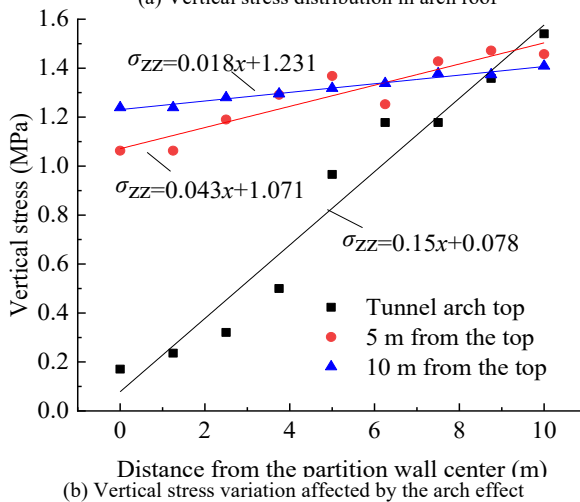 (a) Vertical stress distribution in arch roof
1.6
1.4
1.2
1.0
0.8
0.6
0.4
0.2
0.0
Vertical stress (MPa)
σzz=0.018x+1.231
σzz=0.043x+1.071
σzz=0.15x+0.078
Tunnel arch top
5 m from the top
10 m from the top
0 2 4 6 8 10
Distance from the partition wall center (m)
(b) Vertical stress variation affected by the arch effect